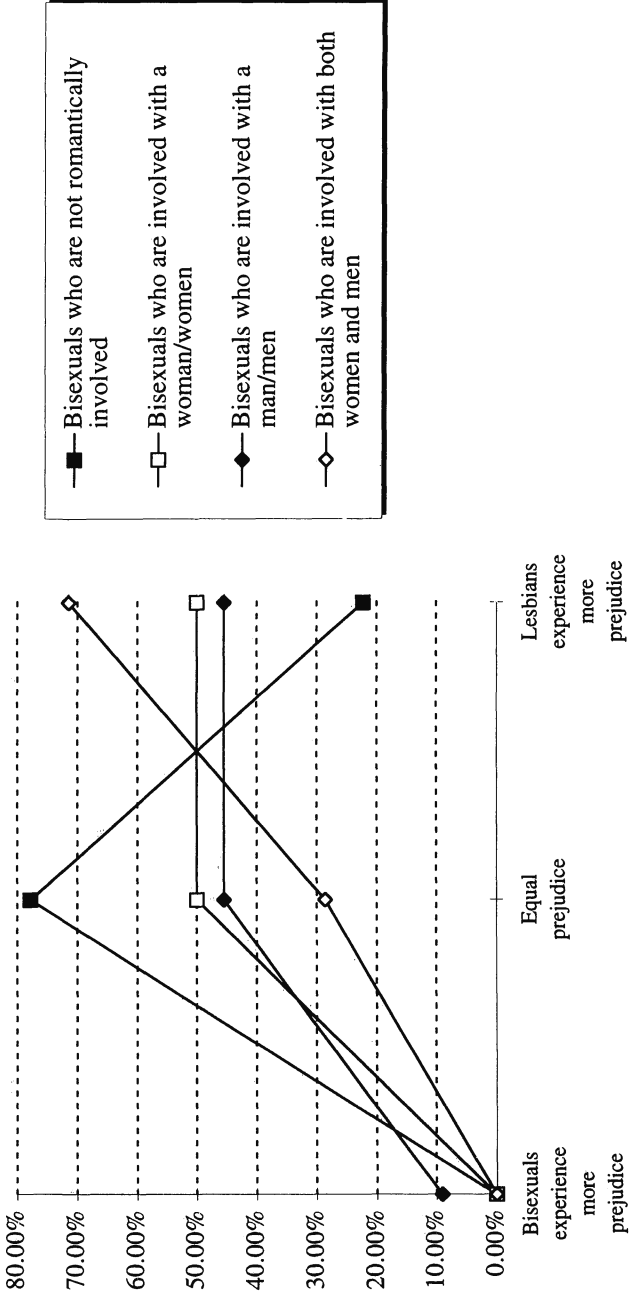 80.00%
70.00%
60.00%
50.00%
40.00%
30.00%
20.00%
10.00%
0.00%
Bisexuals
experience
more
prejudice
Equal
prejudice
Lesbians
experience
more
prejudice
Bisexuals who are not romantically
involved
Bisexuals who are involved with a
woman/women
Bisexuals who are involved with a
man/men
Bisexuals who are involved with both
women and men